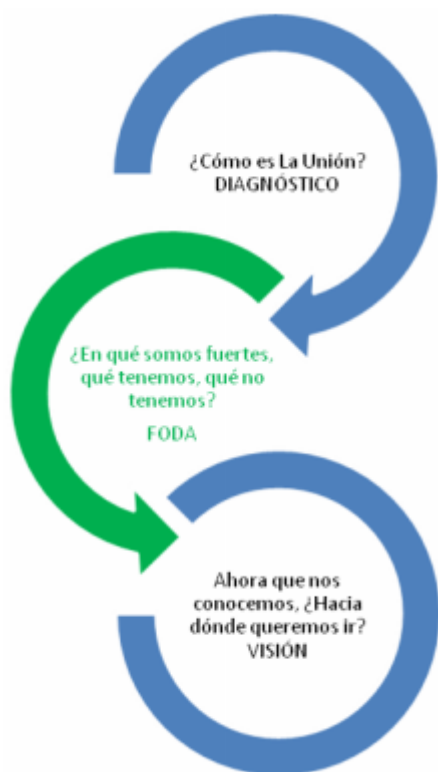 ¿Cómo es La Unión?
DIAGNÓSTICO
¿En qué somos fuertes,
qué tenemos, qué no
tenemos?
FODA
Ahora que nos
conocemos, ¿Hacia
dónde queremos ir?
VISIÓN